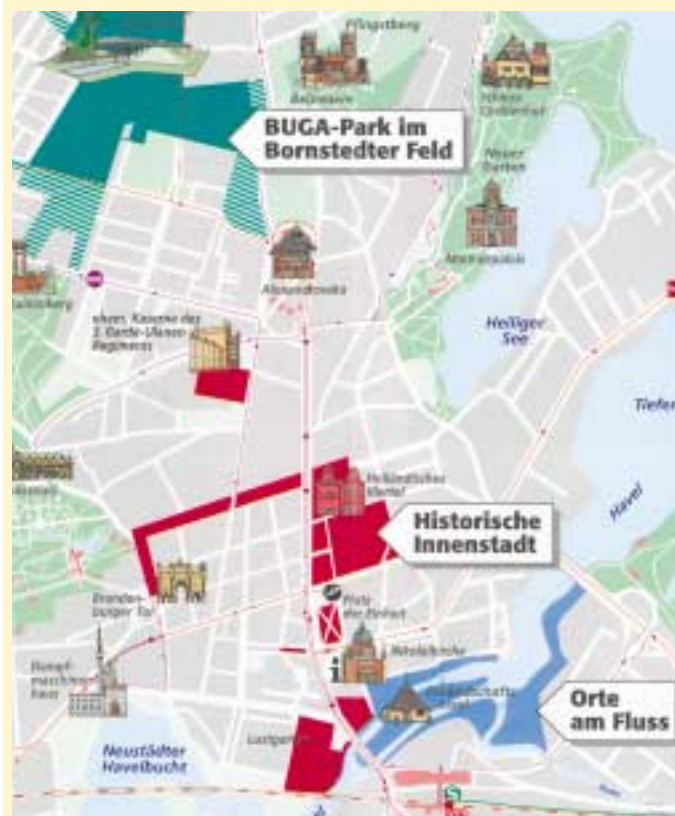 Pfingstberg
Belvedere
Schloss
Cecilienhof
BUGA-Park im
Bornstedter Feld
Neuer
Garten
Marmorpalais
Alexandrowka
ehem. Kaserne des
3. Garde-Ulanen-
Regiments
Heiliger
See
Tiefer
Havel
Holländisches
Viertel
Historische
Innenstadt
Branden-
burger Tor
Platz
der Einheit
Nikolaikirche
i
Dampf-
maschinen-
haus
Orte
am Fluss
Lustgarten
Neustädter
Havelbucht
S